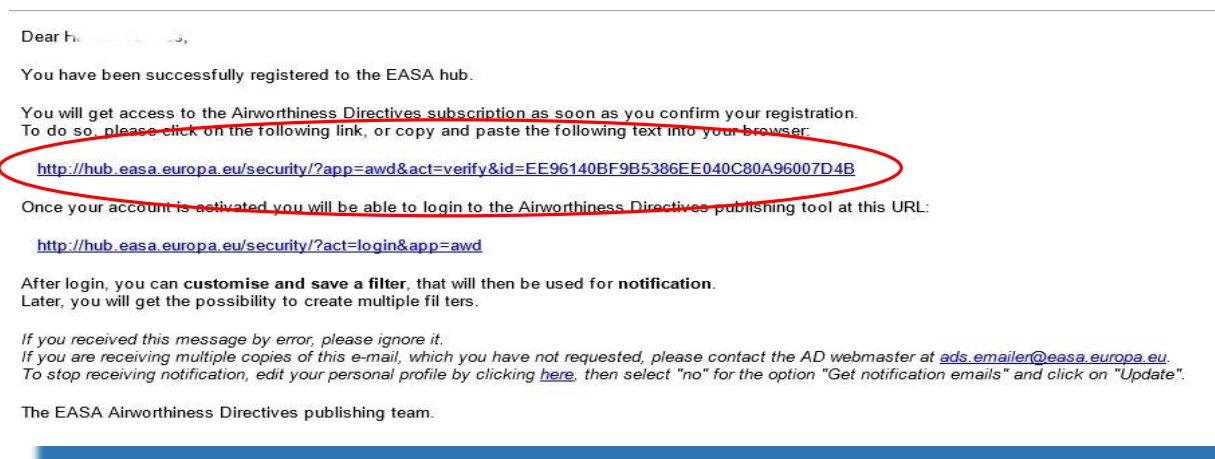 Dear
You have been successfully registered to the EASA hub.
You will get access to the Airworthiness Directives subscription as soon as you confirm your registration.
To do so, please click on the following link, or copy and paste the following text into your browser:
http://hub.easa.europa.eu/security/?app=awd&act=verify&id=EE96140BF9B5386EE040C80A96007D4B
Once your account is activated you will be able to login to the Airworthiness Directives publishing tool at this URL:
http://hub.easa.europa.eu/security/?act=login&app=awd
After login, you can customise and save a filter, that will then be used for notification.
Later, you will get the possibility to create multiple fil ters.
If you received this message by error, please ignore it.
If you are receiving multiple copies of this e-mail, which you have not requested, please contact the AD webmaster at ads.emailer@easa.europa.eu.
To stop receiving notification, edit your personal profile by clicking here, then select "no" for the option "Get notification emails" and click on "Update".
The EASA Airworthiness Directives publishing team.